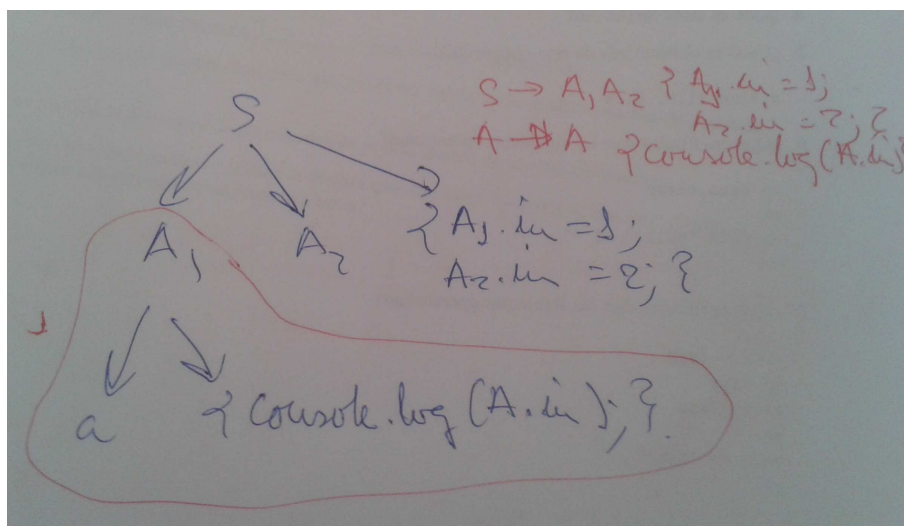 S → A₁ A₂ { A₁.in = 1;
A₂.in = 2; }
A → A {console.log(A.in)
S
A₁ A₂ { A₁.in = 1;
A₂.in = 2; }
1
a {console.log(A.in);}